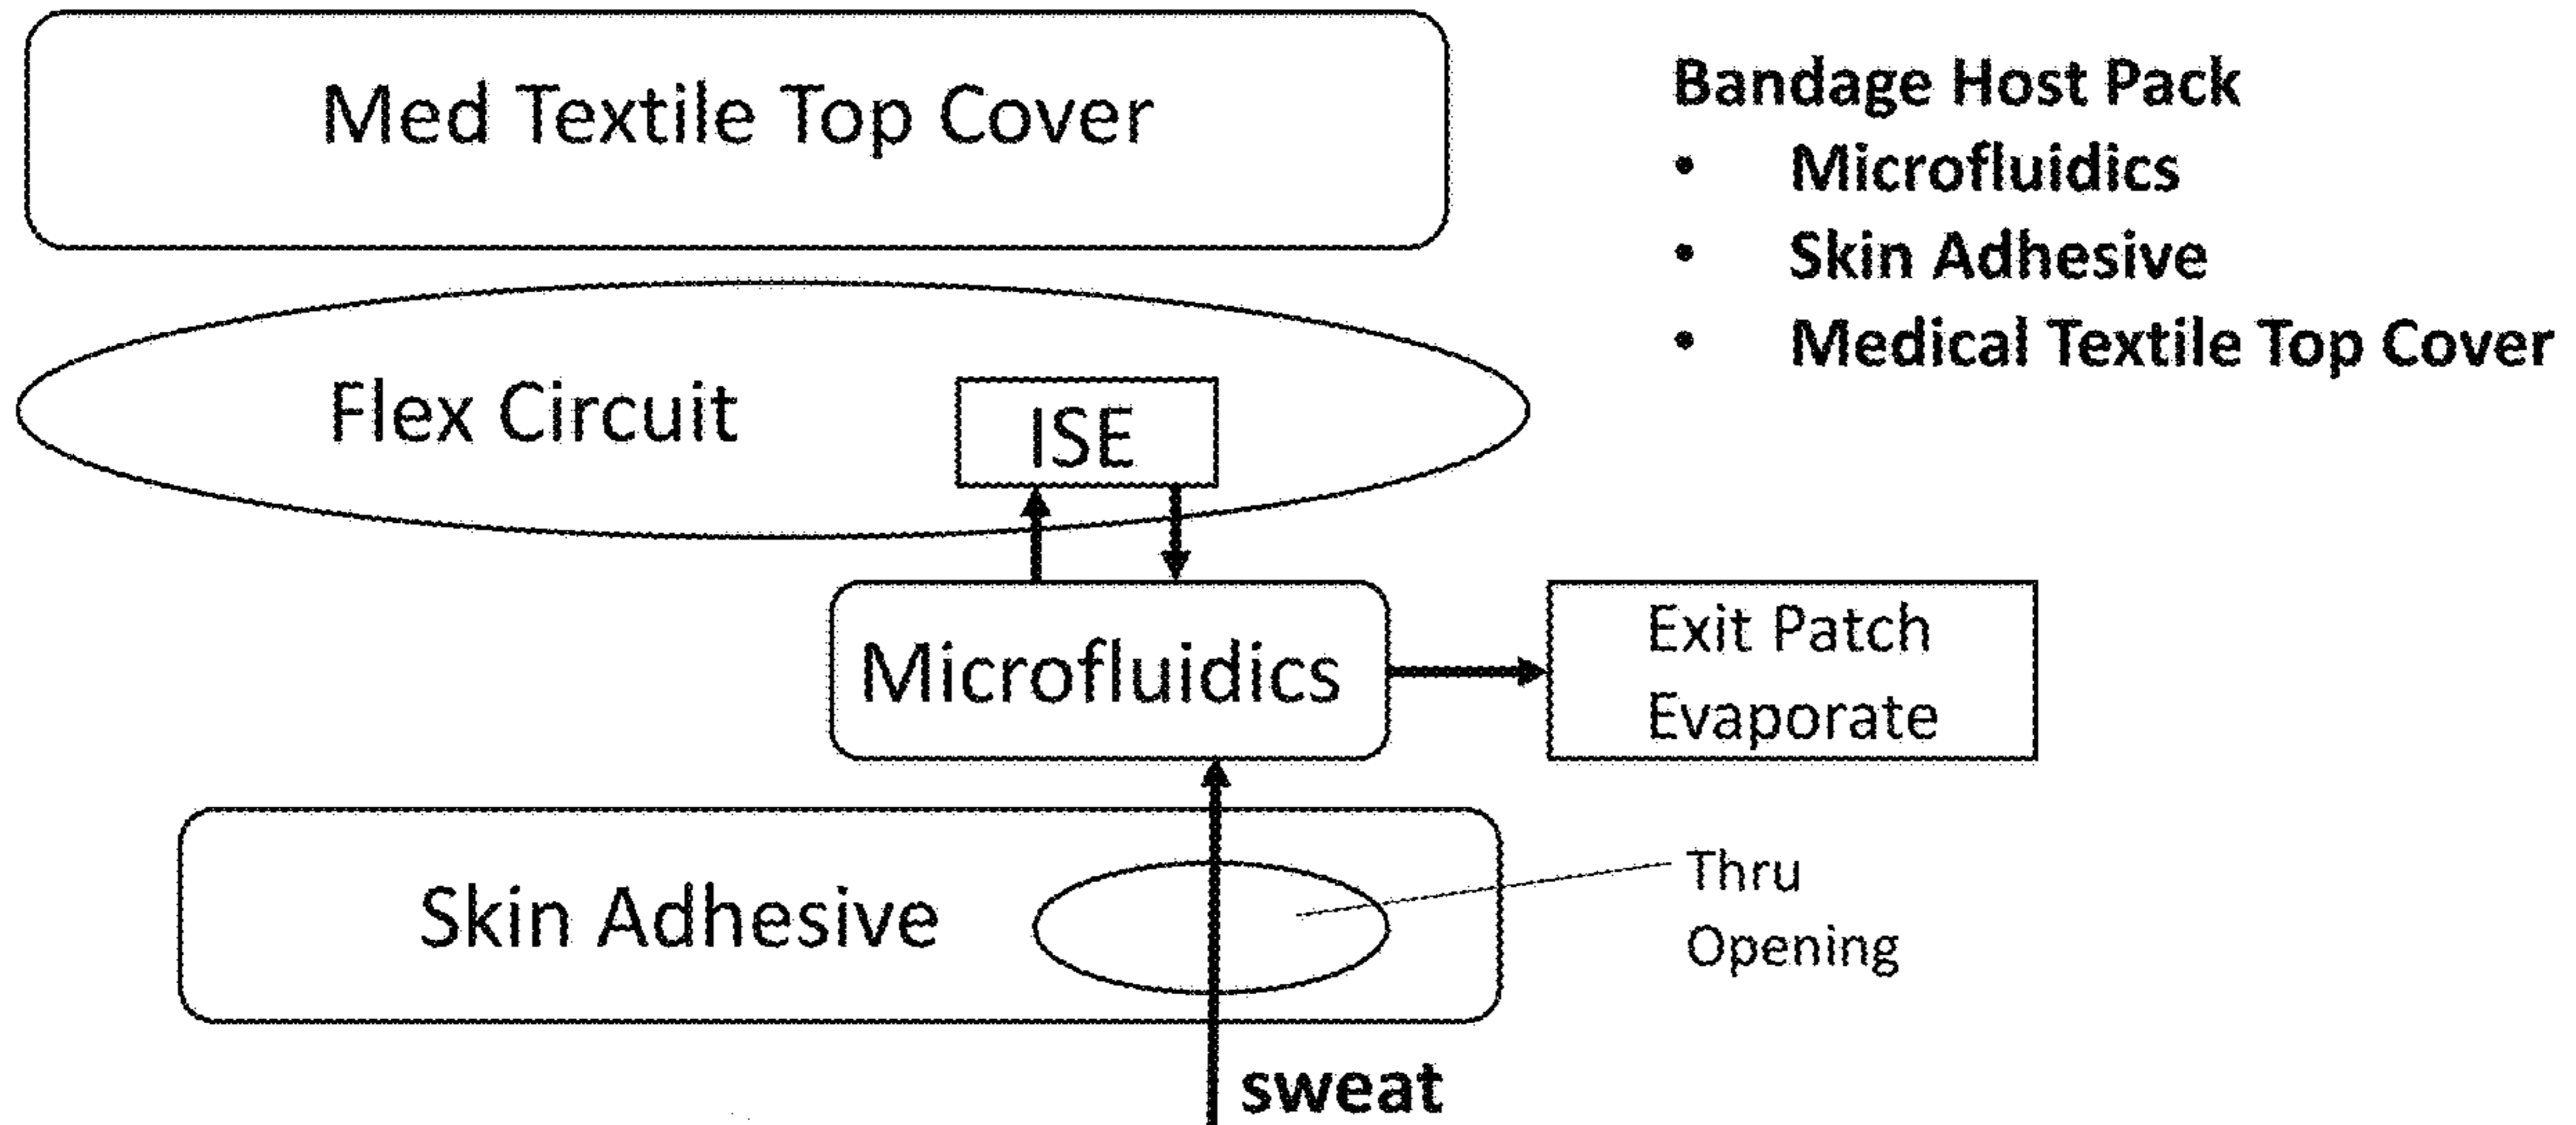 Med Textile Top Cover
Bandage Host Pack
• Microfluidics
• Skin Adhesive
• Medical Textile Top Cover
Flex Circuit
ISE
Microfluidics
Exit Patch
Evaporate
Skin Adhesive
Thru
Opening
sweat